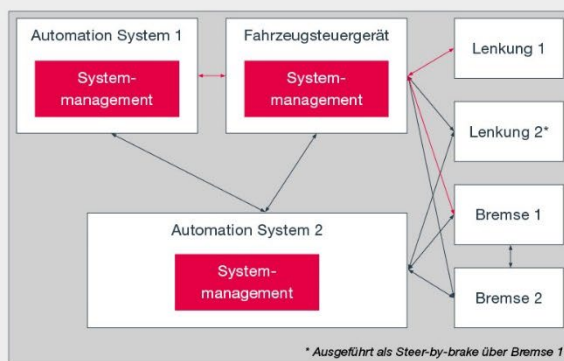 Automation System 1
System-
management
Fahrzeugsteuergerät
System-
management
Lenkung 1
Lenkung 2*
Automation System 2
System-
management
Bremse 1
Bremse 2
* Ausgeführt als Steer-by-brake über Bremse 1